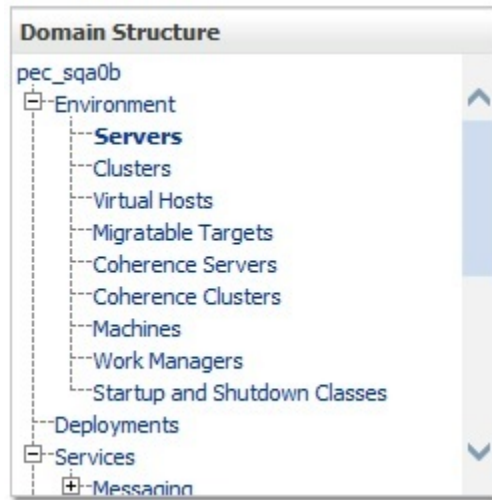 Domain Structure
pec_sqa0b
Environment
Servers
Clusters
Virtual Hosts
Migratable Targets
Coherence Servers
Coherence Clusters
Machines
Work Managers
Startup and Shutdown Classes
Deployments
Services
Messaging